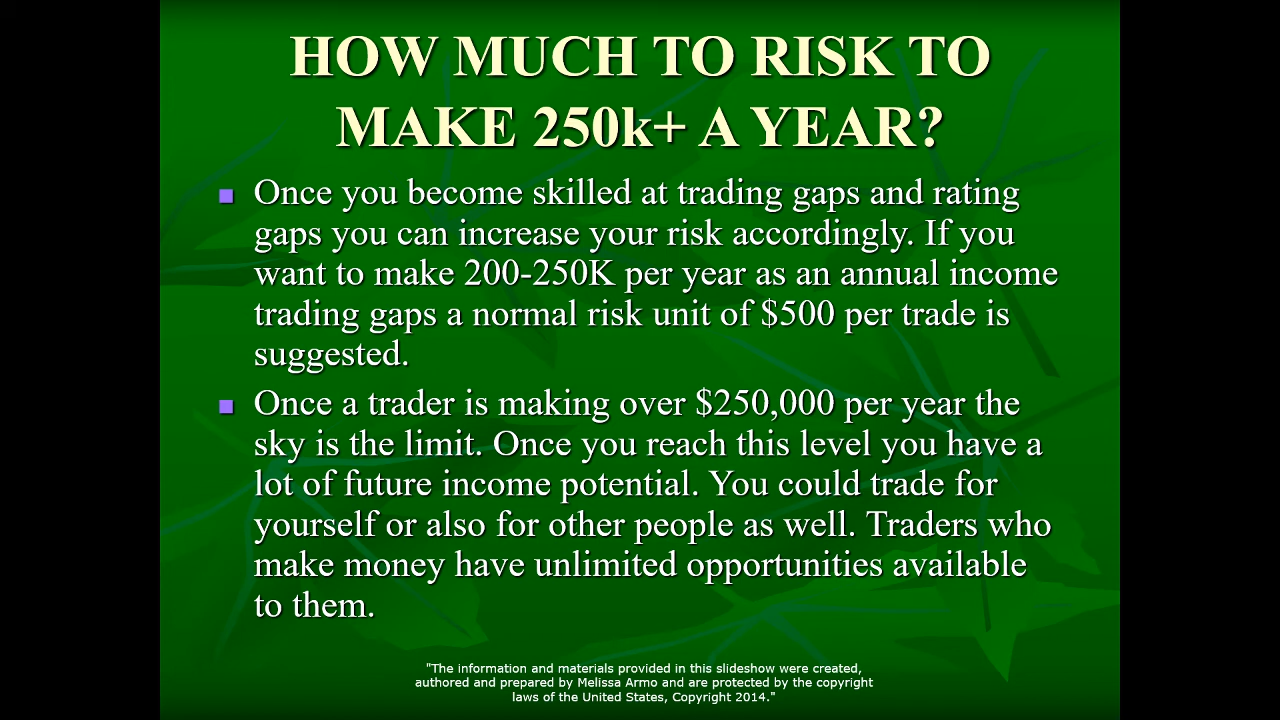 HOW MUCH TO RISK TO
MAKE 250k+ A YEAR?
Once you become skilled at trading gaps and rating
gaps you can increase your risk accordingly. If you
want to make 200-250K per year as an annual income
trading gaps a normal risk unit of $500 per trade is
suggested.
Once a trader is making over $250,000 per year the
sky is the limit. Once you reach this level you have a
lot of future income potential. You could trade for
yourself or also for other people as well. Traders who
make money have unlimited opportunities available
to them.
"The information and materials provided in this slideshow were created,
authored and prepared by Melissa Armo and are protected by the copyright
laws of the United States, Copyright 2014."